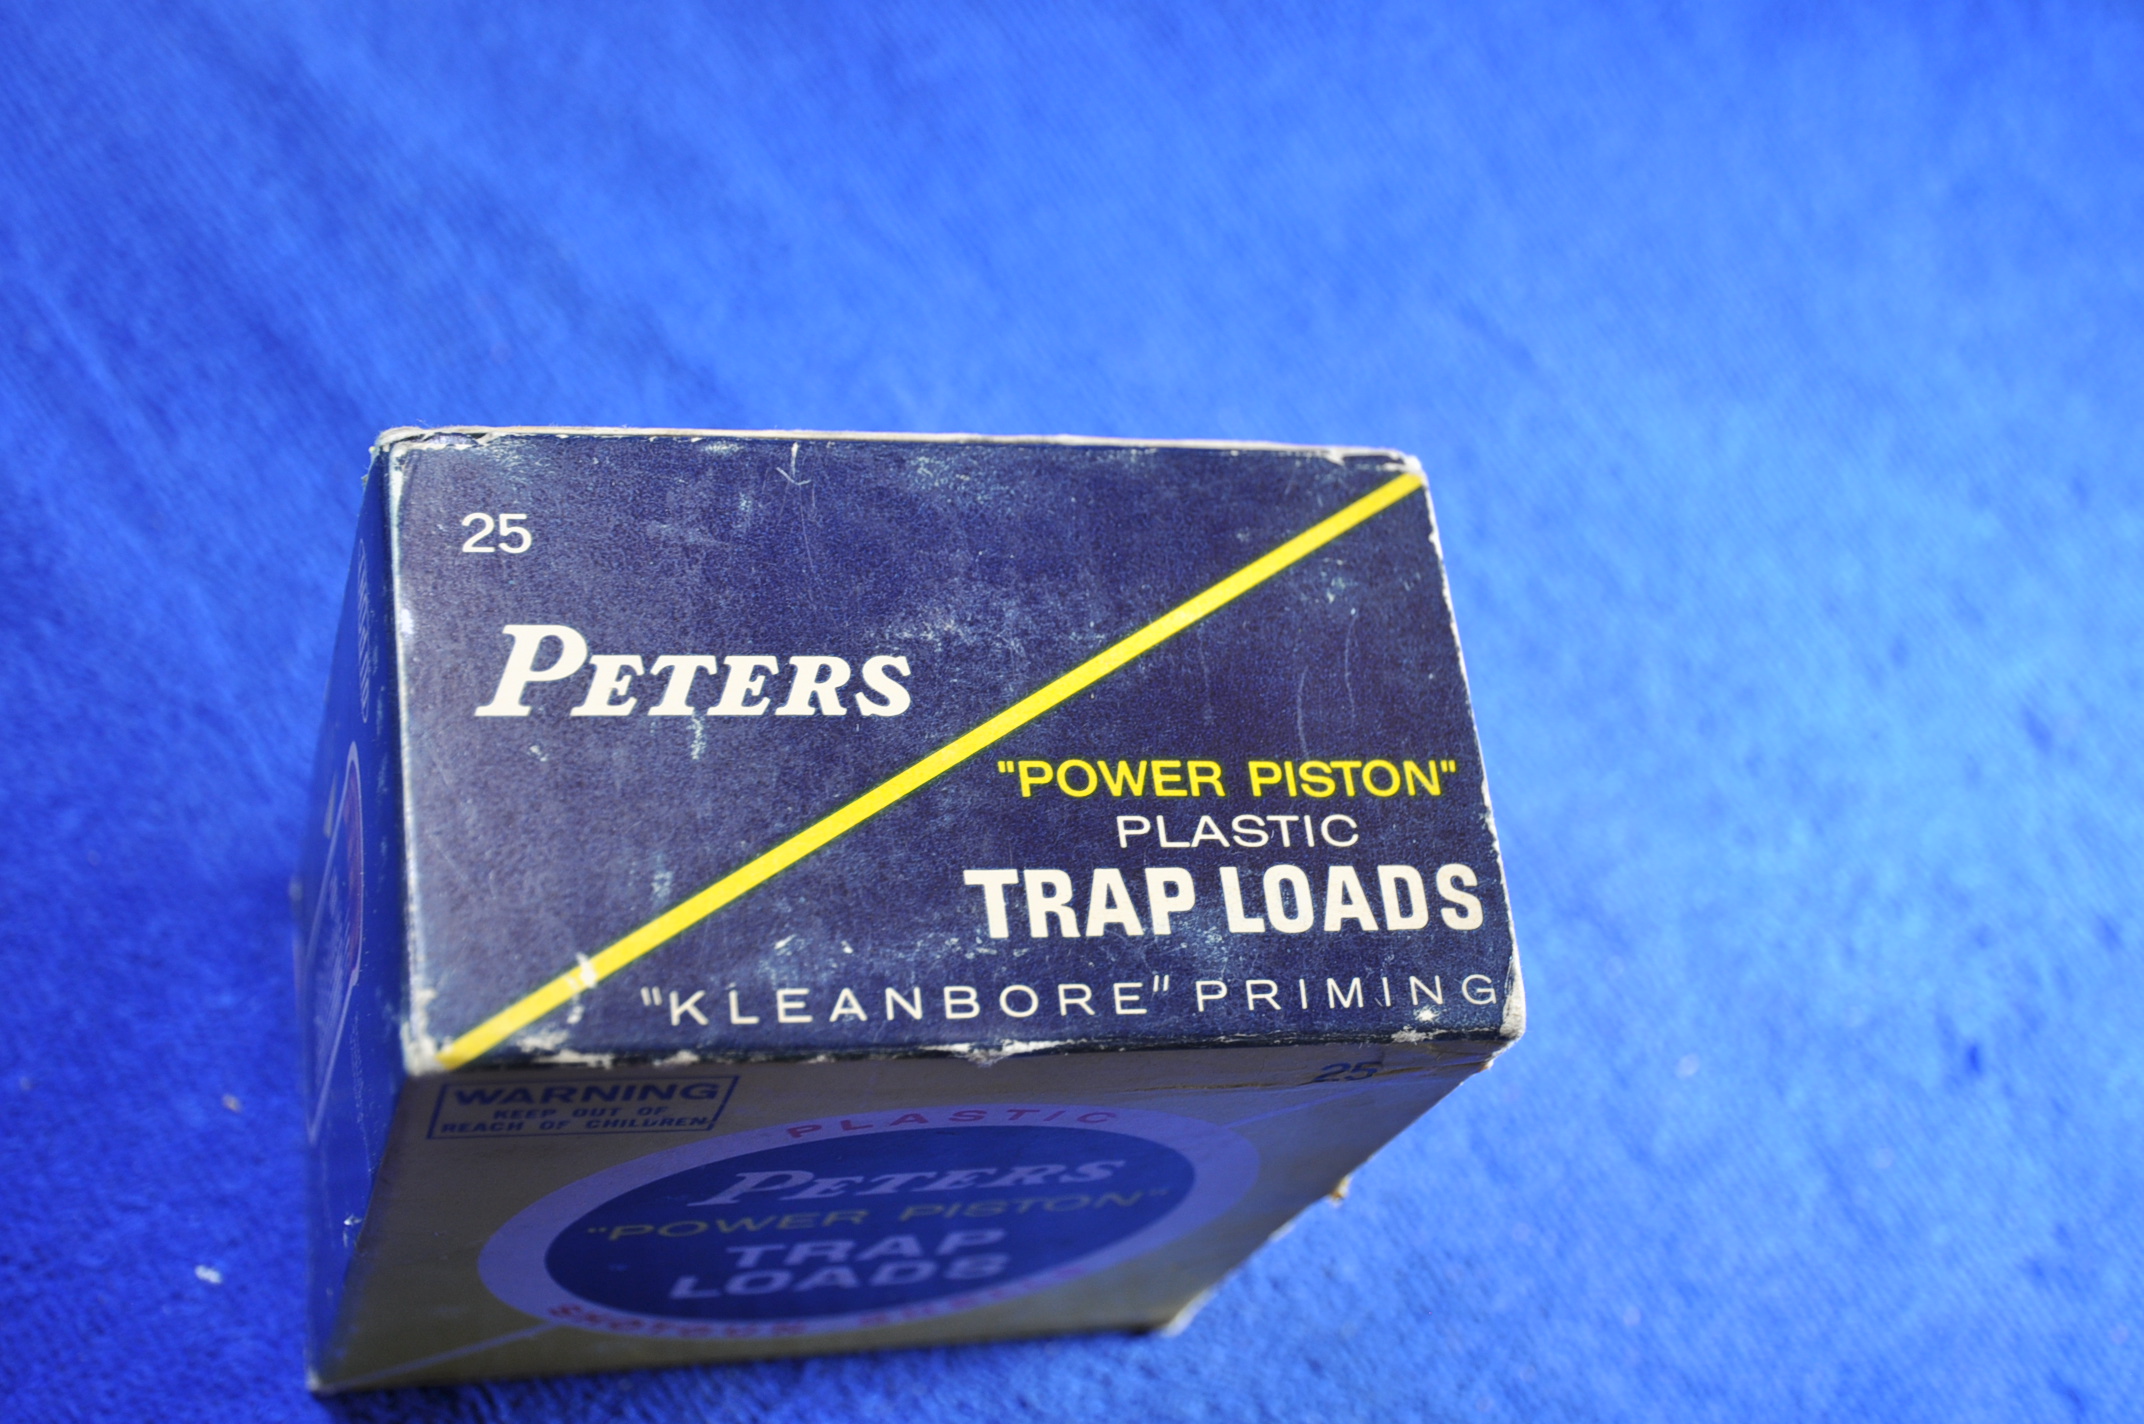 25
PETERS
"POWER PISTON"
PLASTIC
TRAP LOADS
"KLEANBORE" PRIMING
WARNING
KEEP OUT OF
REACH OF CHILDREN
25
PLASTIC
PETERS
"POWER PISTON"
TRAP
LOADS